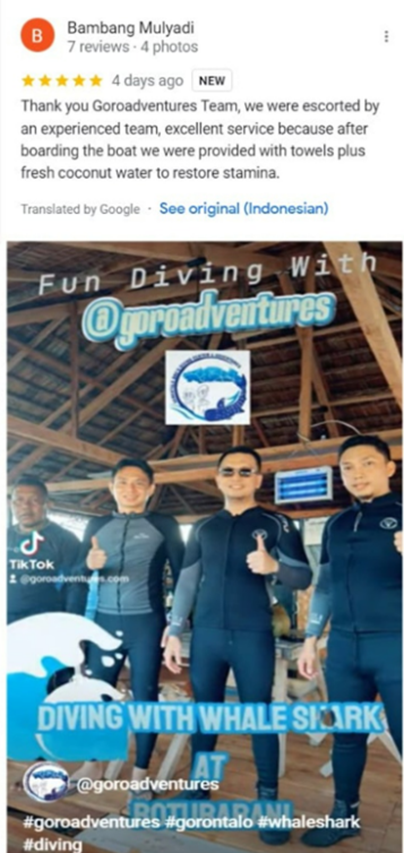 B
Bambang Mulyadi
7 reviews · 4 photos
4 days ago NEW
Thank you Goroadventures Team, we were escorted by
an experienced team, excellent service because after
boarding the boat we were provided with towels plus
fresh coconut water to restore stamina.
Translated by Google · See original (Indonesian)
Fun Diving With
@goroadventures
TikTok
@goroadventures.com
DIVING WITH WHALE SHARK
AT
BOTUBARANI
@goroadventures
#goroadventures #gorontalo #whaleshark
#diving